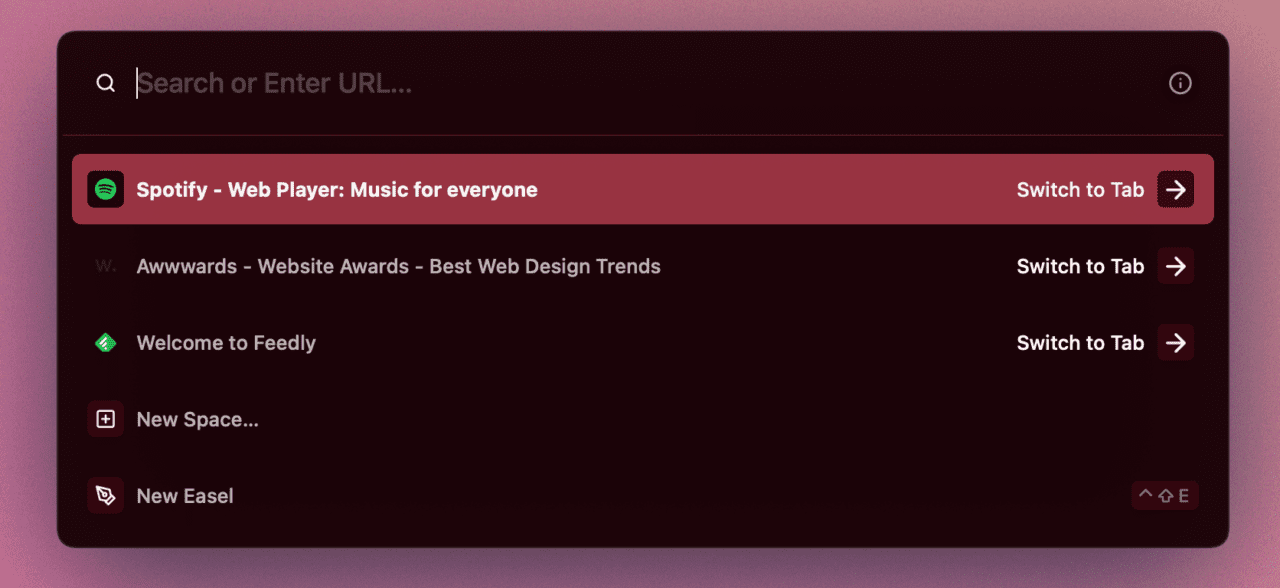 Search or Enter URL...
Spotify - Web Player: Music for everyone Switch to Tab
W. Awwwards - Website Awards - Best Web Design Trends Switch to Tab
Welcome to Feedly Switch to Tab
New Space...
New Easel ^⇧E